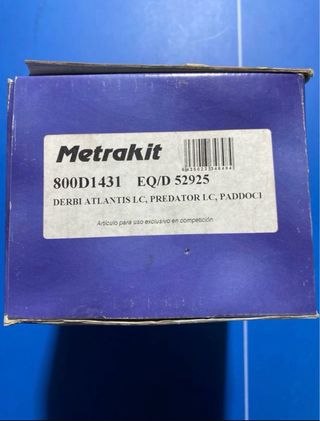 Metrakit
800D1431 EQ/D 52925
DERBI ATLANTIS LC, PREDATOR LC, PADDOCI
Artículo para uso exclusivo en competición.